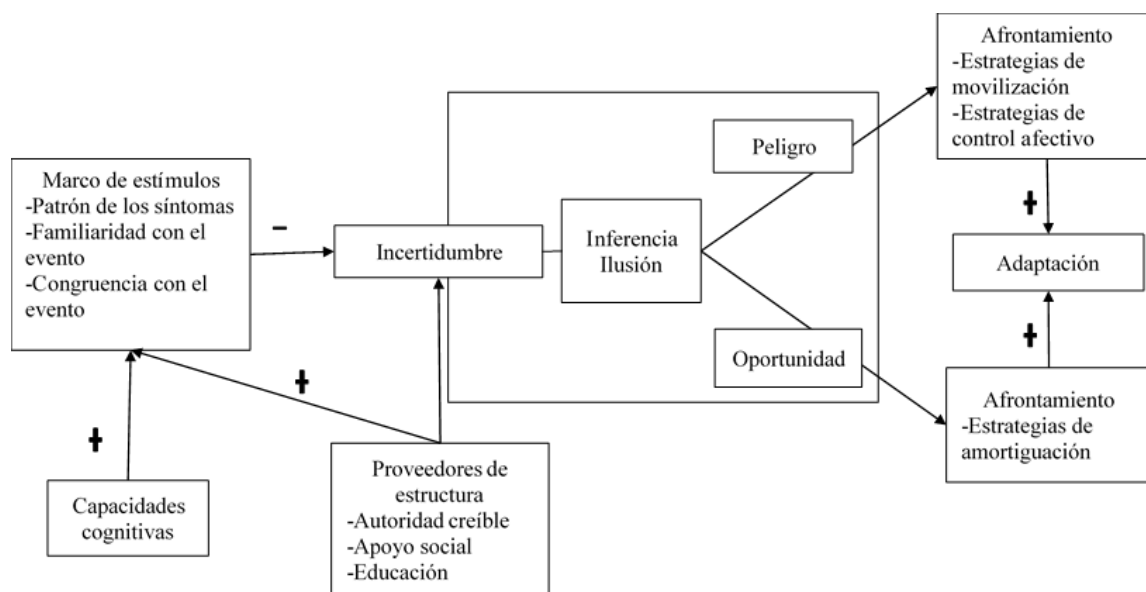 Afrontamiento
-Estrategias de
movilización
-Estrategias de
control afectivo
Peligro
Marco de estímulos
-Patrón de los síntomas
-Familiaridad con el
evento
-Congruencia con el
evento
–
Incertidumbre
Inferencia
Ilusión
+
Adaptación
+
Oportunidad
Afrontamiento
-Estrategias de
amortiguación
+
+
Capacidades
cognitivas
Proveedores de
estructura
-Autoridad creíble
-Apoyo social
-Educación